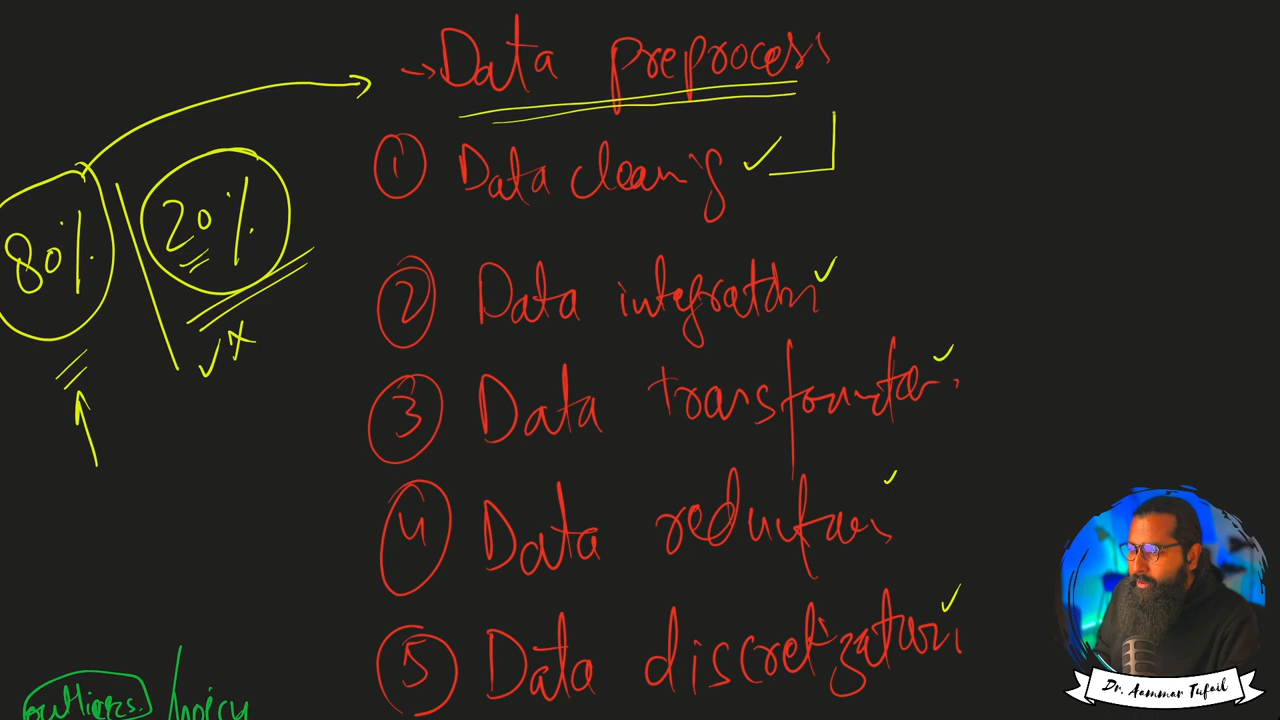 → Data preprocess
① Data cleaning ✓
80%
20%
② Data integration ✓
③ Data transformation ✓
④ Data reduction ✓
⑤ Data discretization ✓
outliers.
noisy
Dr. Aammar Tufail